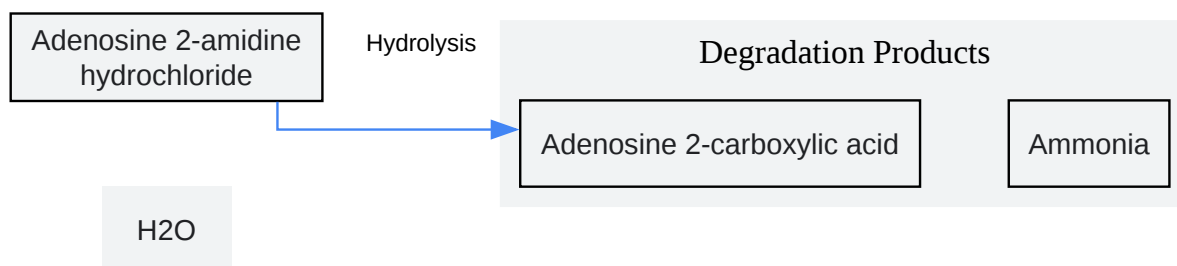 Adenosine 2-amidine
hydrochloride
Hydrolysis
Degradation Products
Adenosine 2-carboxylic acid
Ammonia
H2O